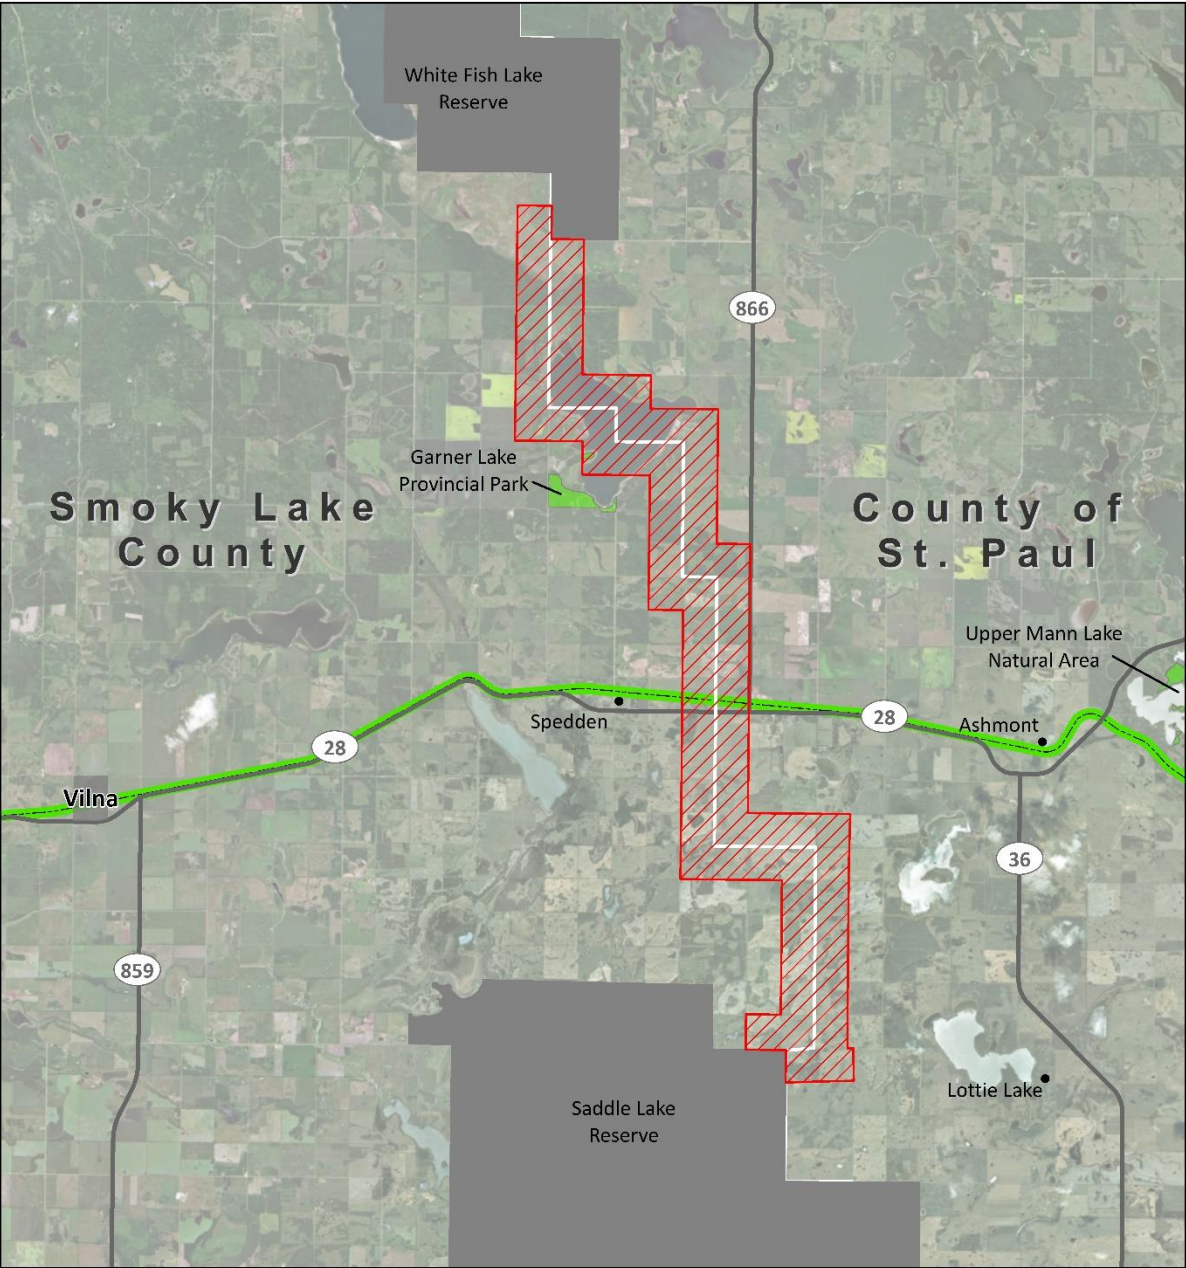 White Fish Lake
Reserve
866
Garner Lake
Provincial Park
Smoky Lake
County
County of
St. Paul
Upper Mann Lake
Natural Area
Spedden
28
Ashmont
28
Vilna
36
859
Lottie Lake
Saddle Lake
Reserve